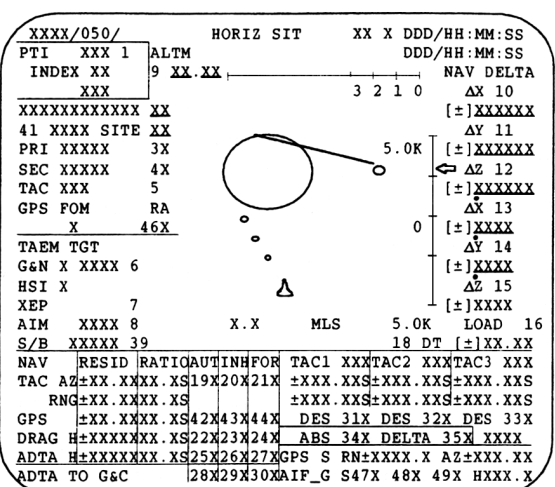 XXXX/050/ HORIZ SIT XX X DDD/HH:MM:SS
PTI XXX 1 ALTM DDD/HH:MM:SS
INDEX XX 9 XX.XX NAV DELTA
XXX 3 2 1 0 ΔX 10
XXXXXXXXXXXX XX [±]XXXXXX
41 XXXX SITE XX ΔY 11
PRI XXXXX 3X 5.0K [±]XXXXXX
SEC XXXXX 4X ΔZ 12
TAC XXX 5 [±]XXXXXX
GPS FOM RA ΔẊ 13
X 46X 0 [±]XXXX
TAEM TGT ΔẎ 14
G&N X XXXX 6 [±]XXXX
HSI X ΔŻ 15
XEP 7 [±]XXXX
AIM XXXX 8 X.X MLS 5.0K LOAD 16
S/B XXXXX 39 18 DT [±]XX.XX
NAV RESID RATIO AUT INH FOR TAC1 XXX TAC2 XXX TAC3 XXX
TAC AZ ±XX.XX XX.XS 19X 20X 21X ±XXX.XXS ±XXX.XXS ±XXX.XXS
RNG ±XX.XX XX.XS ±XXX.XXS ±XXX.XXS ±XXX.XXS
GPS ±XX.XX XX.XS 42X 43X 44X DES 31X DES 32X DES 33X
DRAG H ±XXXXX XX.XS 22X 23X 24X ABS 34X DELTA 35X XXXX
ADTA H ±XXXXX XX.XS 25X 26X 27X GPS S RN±XXXX.X AZ±XXX.XX
ADTA TO G&C 28X 29X 30X AIF_G S47X 48X 49X HXXX.X